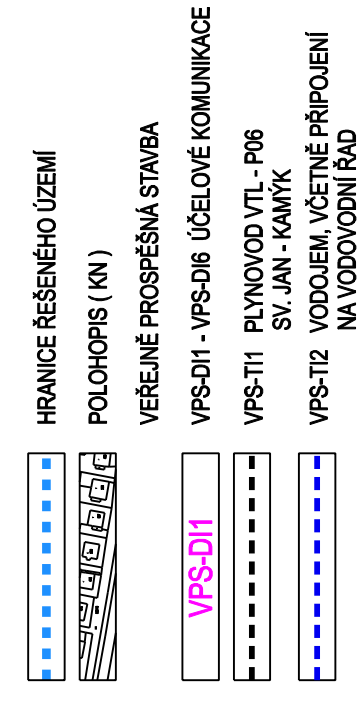 HRANICE ŘEŠENÉHO ÚZEMÍ
POLOHOPIS ( KN )
VEŘEJNĚ PROSPĚŠNÁ STAVBA
VPS-DI1
VPS-DI1 - VPS-DI6 ÚČELOVÉ KOMUNIKACE
VPS-TI1 PLYNOVOD VTL - P06
SV. JAN - KAMÝK
VPS-TI2 VODOJEM, VČETNĚ PŘIPOJENÍ
NA VODOVODNÍ ŘAD